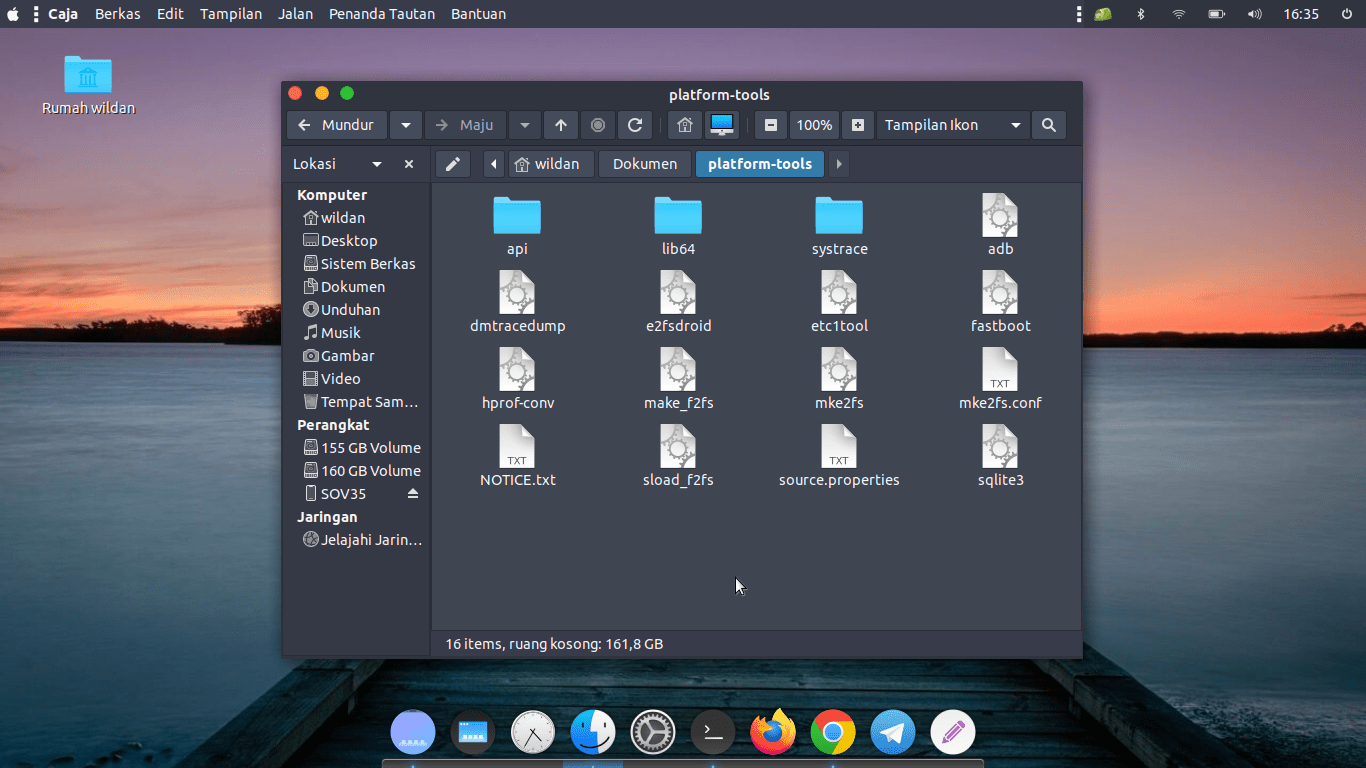 Caja Berkas Edit Tampilan Jalan Penanda Tautan Bantuan 16:35
Rumah wildan
platform-tools
Mundur Maju 100% Tampilan Ikon
Lokasi wildan Dokumen platform-tools
Komputer
wildan
Desktop
Sistem Berkas
Dokumen
Unduhan
Musik
Gambar
Video
Tempat Sam...
Perangkat
155 GB Volume
160 GB Volume
SOV35
Jaringan
Jelajahi Jarin...
api lib64 systrace adb
dmtracedump e2fsdroid etc1tool fastboot
hprof-conv make_f2fs mke2fs mke2fs.conf
TXT
NOTICE.txt sload_f2fs source.properties sqlite3
TXT TXT
16 items, ruang kosong: 161,8 GB